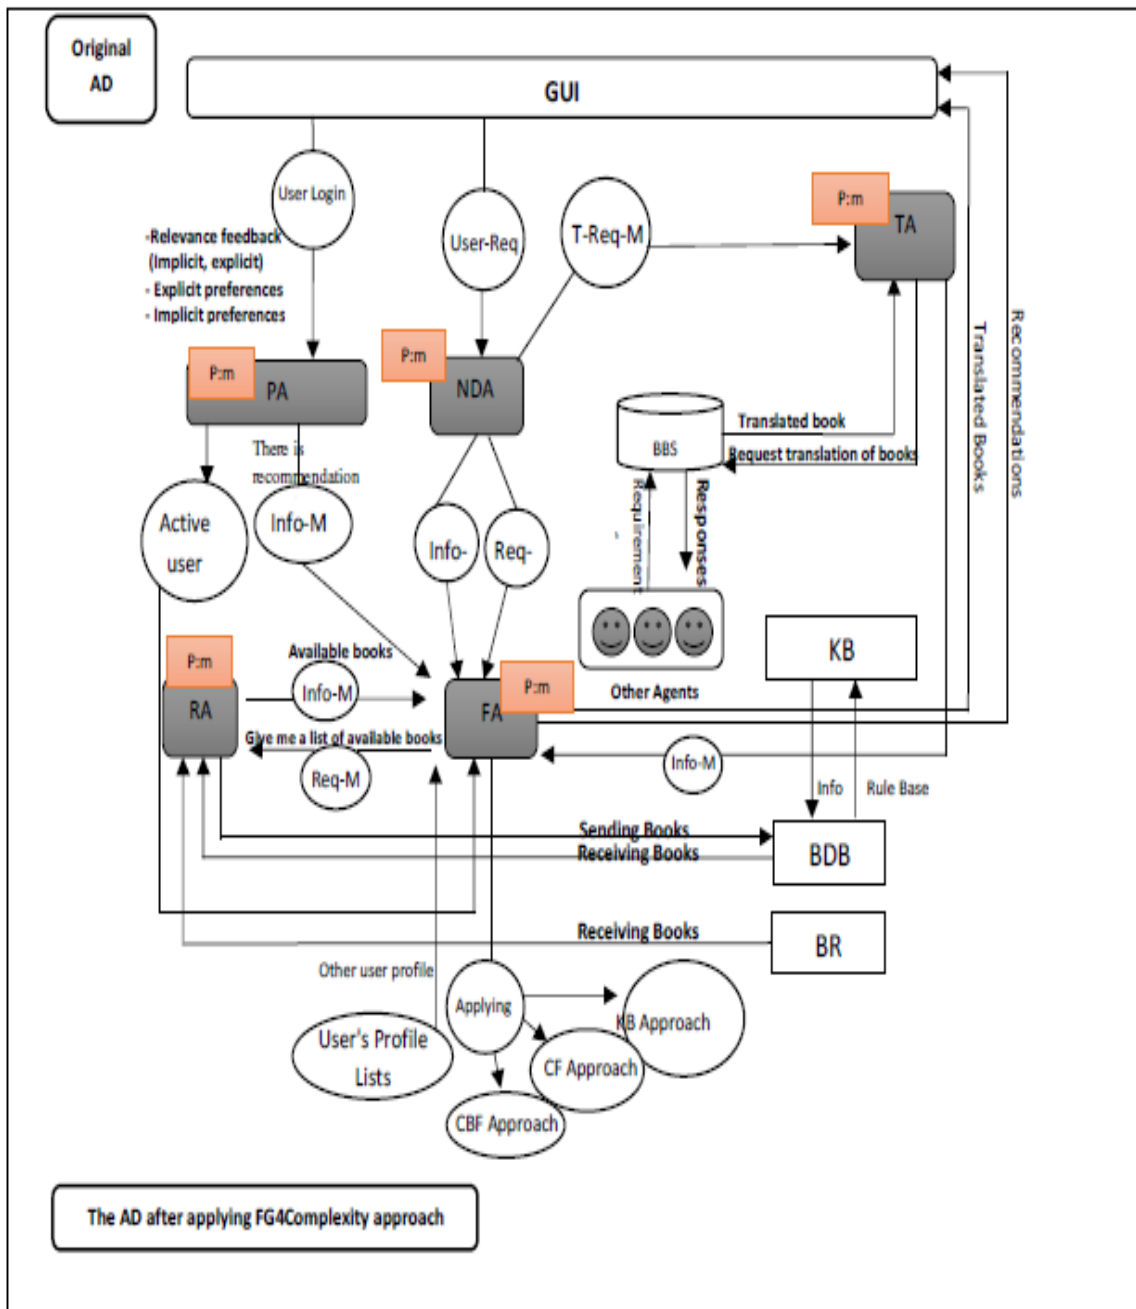 Original
AD
GUI
User Login
-Relevance feedback
(Implicit, explicit)
- Explicit preferences
- Implicit preferences
User-Req
T-Req-M
P:m
TA
P:m
PA
P:m
NDA
There is
recommendation
Active
user
Info-M
Info-
Req-
BBS
Translated book
Request translation of books
Requirement
Responses
Other Agents
Translated Books
Recommendations
P:m
RA
Available books
Info-M
Give me a list of available books
Req-M
P:m
FA
Info-M
KB
Info
Rule Base
Sending Books
Receiving Books
BDB
Receiving Books
BR
Other user profile
User's Profile
Lists
Applying
KB Approach
CF Approach
CBF Approach
The AD after applying FG4Complexity approach